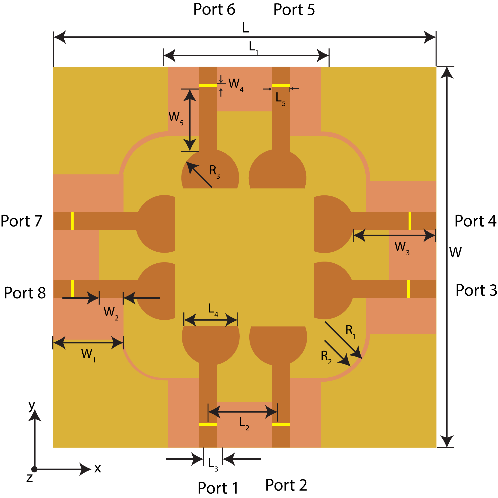 Port 6 Port 5
L
L1
W4
L5
W5
R3
Port 7 Port 4
W3 W
Port 8 Port 3
W2
L4
R1
W1 R2
y
L2
z x
L3
Port 1 Port 2